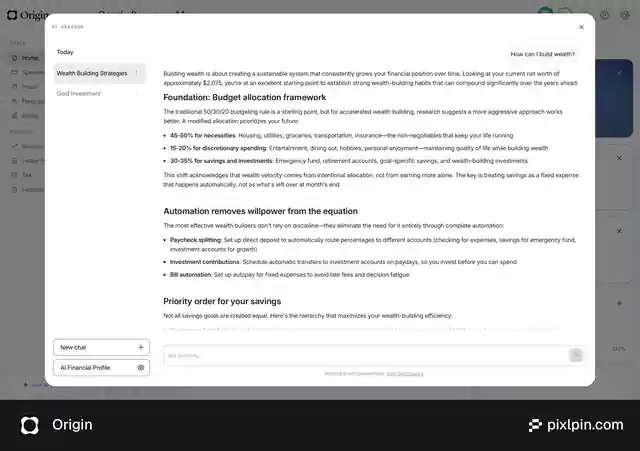 Origin
Today
Wealth Building Strategies
God Investment
How can I build wealth?
Building wealth is about creating a sustainable system that consistently grows your financial position over time. Looking at your current net worth of
approximately $2,075, you're at an excellent starting point to establish strong wealth-building habits that can compound significantly over the years ahead.
Foundation: Budget allocation framework
The traditional 50/30/20 budgeting rule is a starting point, but for accelerated wealth building, research suggests a more aggressive approach works
better. A modified allocation prioritizes your future:
• 45-50% for necessities: Housing, utilities, groceries, transportation, insurance—the non-negotiables that keep your life running
• 15-20% for discretionary spending: Entertainment, dining out, hobbies, personal enjoyment—maintaining quality of life while building wealth
• 30-35% for savings and investments: Emergency fund, retirement accounts, goal-specific savings, and wealth-building investments
This shift acknowledges that wealth velocity comes from intentional allocation, not from earning more alone. The key is treating savings as a fixed expense
that happens automatically, not as what's left over at month's end
Automation removes willpower from the equation
The most effective wealth builders don't rely on discipline—they eliminate the need for it entirely through complete automation:
• Paycheck splitting: Set up direct deposit to automatically route percentages to different accounts (checking for expenses, savings for emergency fund,
investment accounts for growth)
• Investment contributions: Schedule automatic transfers to investment accounts on paydays, so you invest before you can spend
• Bill automation: Set up autopay for fixed expenses to avoid late fees and decision fatigue
Priority order for your savings
Not all savings goals are created equal. Here's the hierarchy that maximizes your wealth-building efficiency:
New chat
AI Financial Profile
Ask anything
Home
Origin
pixlpin.com